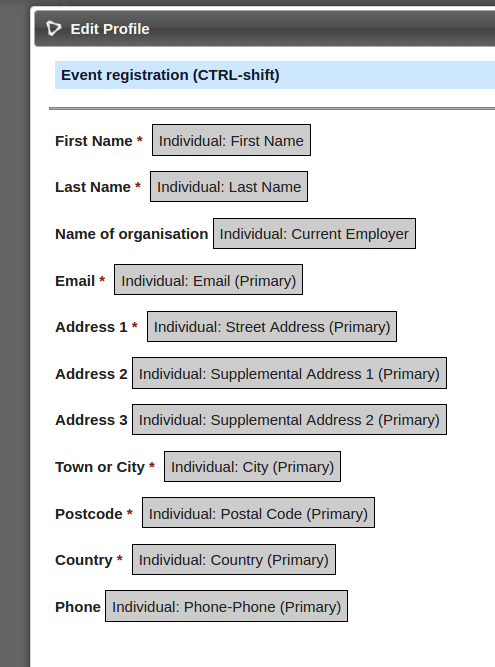 Edit Profile
Event registration (CTRL-shift)
First Name * Individual: First Name
Last Name * Individual: Last Name
Name of organisation Individual: Current Employer
Email * Individual: Email (Primary)
Address 1 * Individual: Street Address (Primary)
Address 2 Individual: Supplemental Address 1 (Primary)
Address 3 Individual: Supplemental Address 2 (Primary)
Town or City * Individual: City (Primary)
Postcode * Individual: Postal Code (Primary)
Country * Individual: Country (Primary)
Phone Individual: Phone-Phone (Primary)